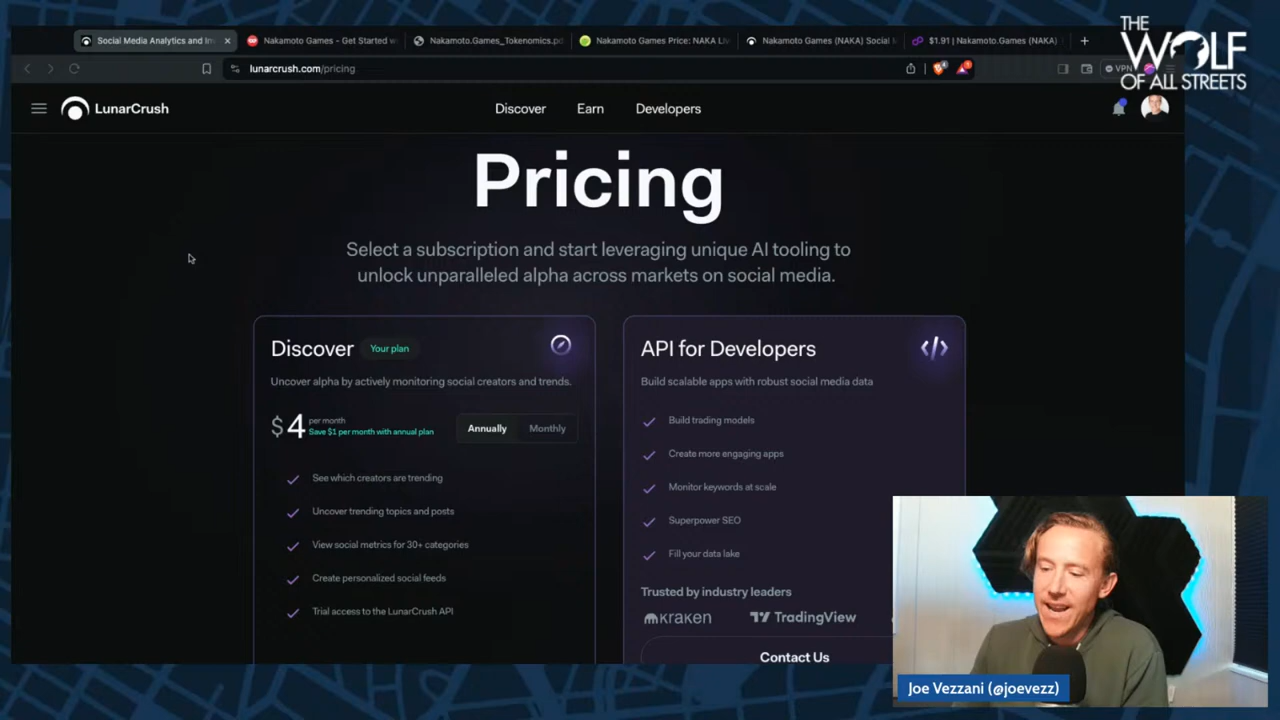 THE
WOLF
OF ALL STREETS
Social Media Analytics and In
Nakamoto Games - Get Started w
Nakamoto.Games_Tokenomics.pd
Nakamoto Games Price: NAKA Li
Nakamoto Games (NAKA) Social
$1.91 | Nakamoto.Games (NAKA)
lunarcrush.com/pricing
VPN
LunarCrush
Discover
Earn
Developers
Pricing
Select a subscription and start leveraging unique AI tooling to
unlock unparalleled alpha across markets on social media.
Discover
Your plan
Uncover alpha by actively monitoring social creators and trends.
$4
per month
Save $1 per month with annual plan
Annually
Monthly
See which creators are trending
Uncover trending topics and posts
View social metrics for 30+ categories
Create personalized social feeds
Trial access to the LunarCrush API
API for Developers
</>
Build scalable apps with robust social media data
Build trading models
Create more engaging apps
Monitor keywords at scale
Superpower SEO
Fill your data lake
Trusted by industry leaders
kraken
TradingView
Contact Us
Joe Vezzani (@joevezz)